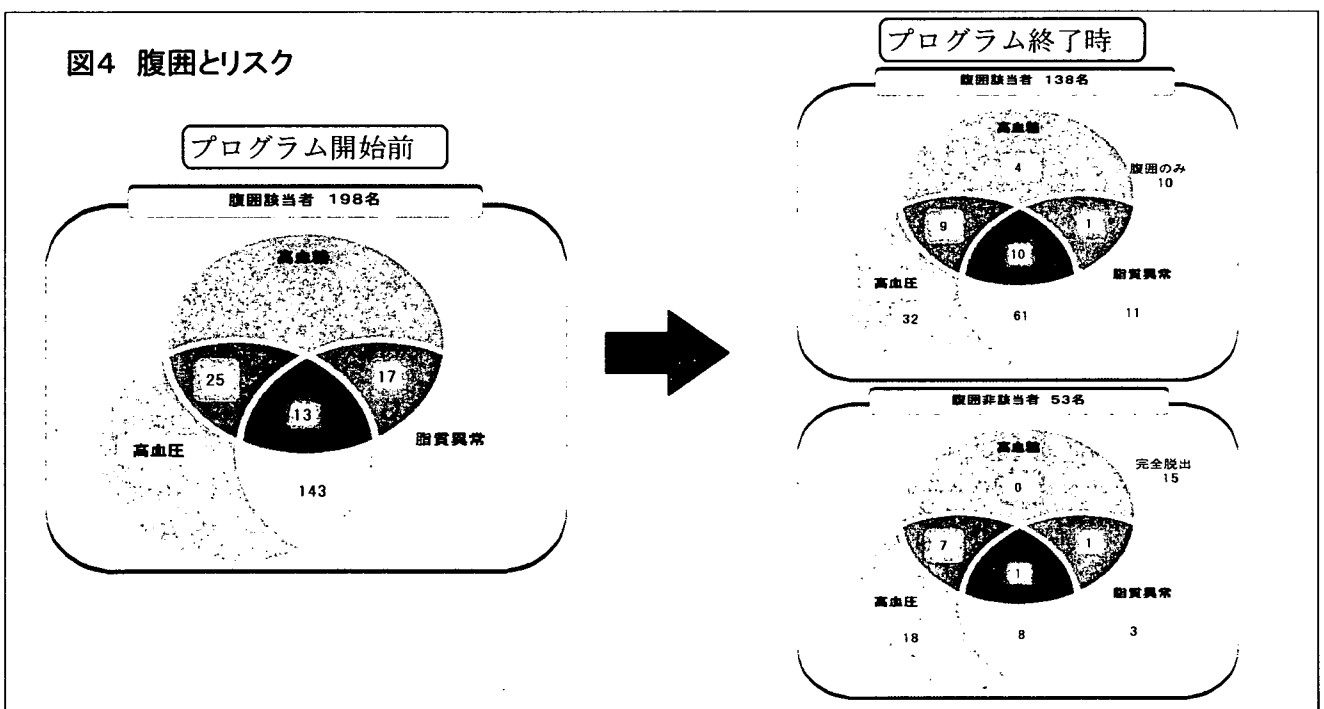 図4 腹囲とリスク
プログラム開始前
腹囲該当者 198名
高血糖
25
17
13
高血圧
脂質異常
143
プログラム終了時
腹囲該当者 138名
高血糖
4
腹囲のみ
10
9
1
10
高血圧
脂質異常
32
61
11
腹囲非該当者 53名
高血糖
0
完全脱出
15
7
1
1
高血圧
脂質異常
18
8
3